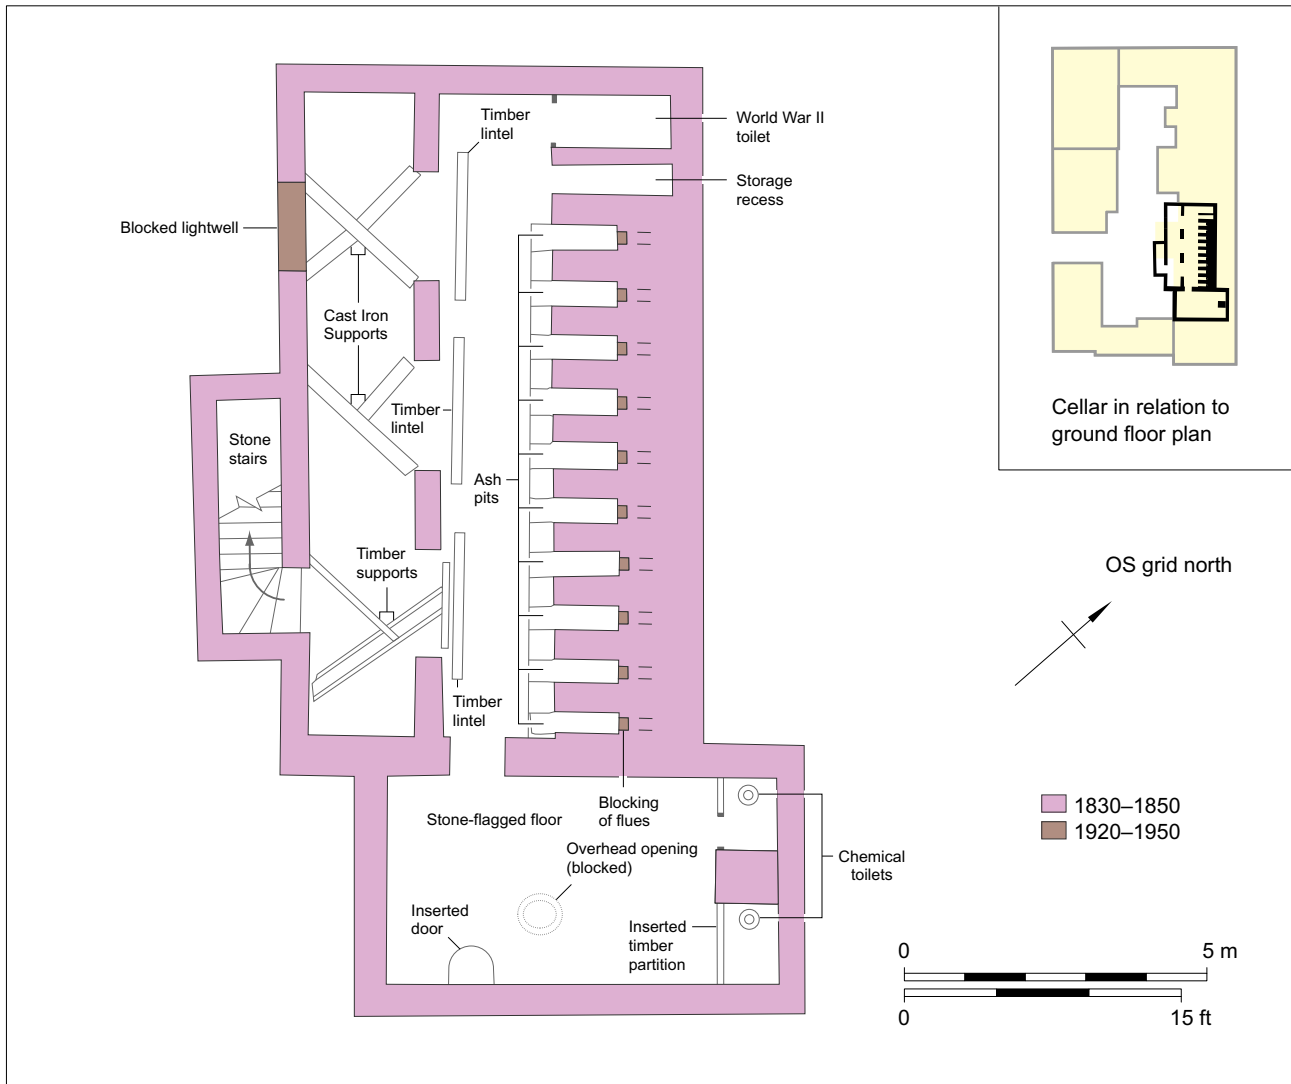 Timber
lintel
World War II
toilet
Storage
recess
Blocked lightwell
Cast Iron
Supports
Timber
lintel
Stone
stairs
Ash
pits
Timber
supports
Timber
lintel
Stone-flagged floor
Blocking
of flues
Overhead opening
(blocked)
Chemical
toilets
Inserted
door
Inserted
timber
partition
Cellar in relation to
ground floor plan
OS grid north
1830–1850
1920–1950
0
5 m
0
15 ft